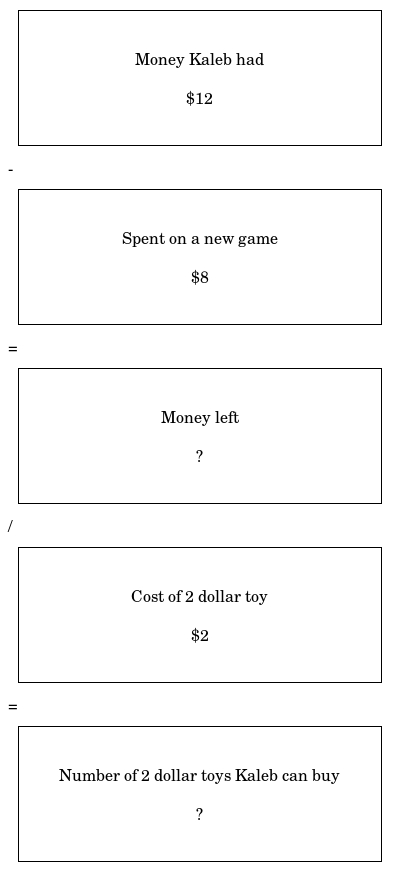 Money Kaleb had
$12
-
Spent on a new game
$8
=
Money left
?
/
Cost of 2 dollar toy
$2
=
Number of 2 dollar toys Kaleb can buy
?